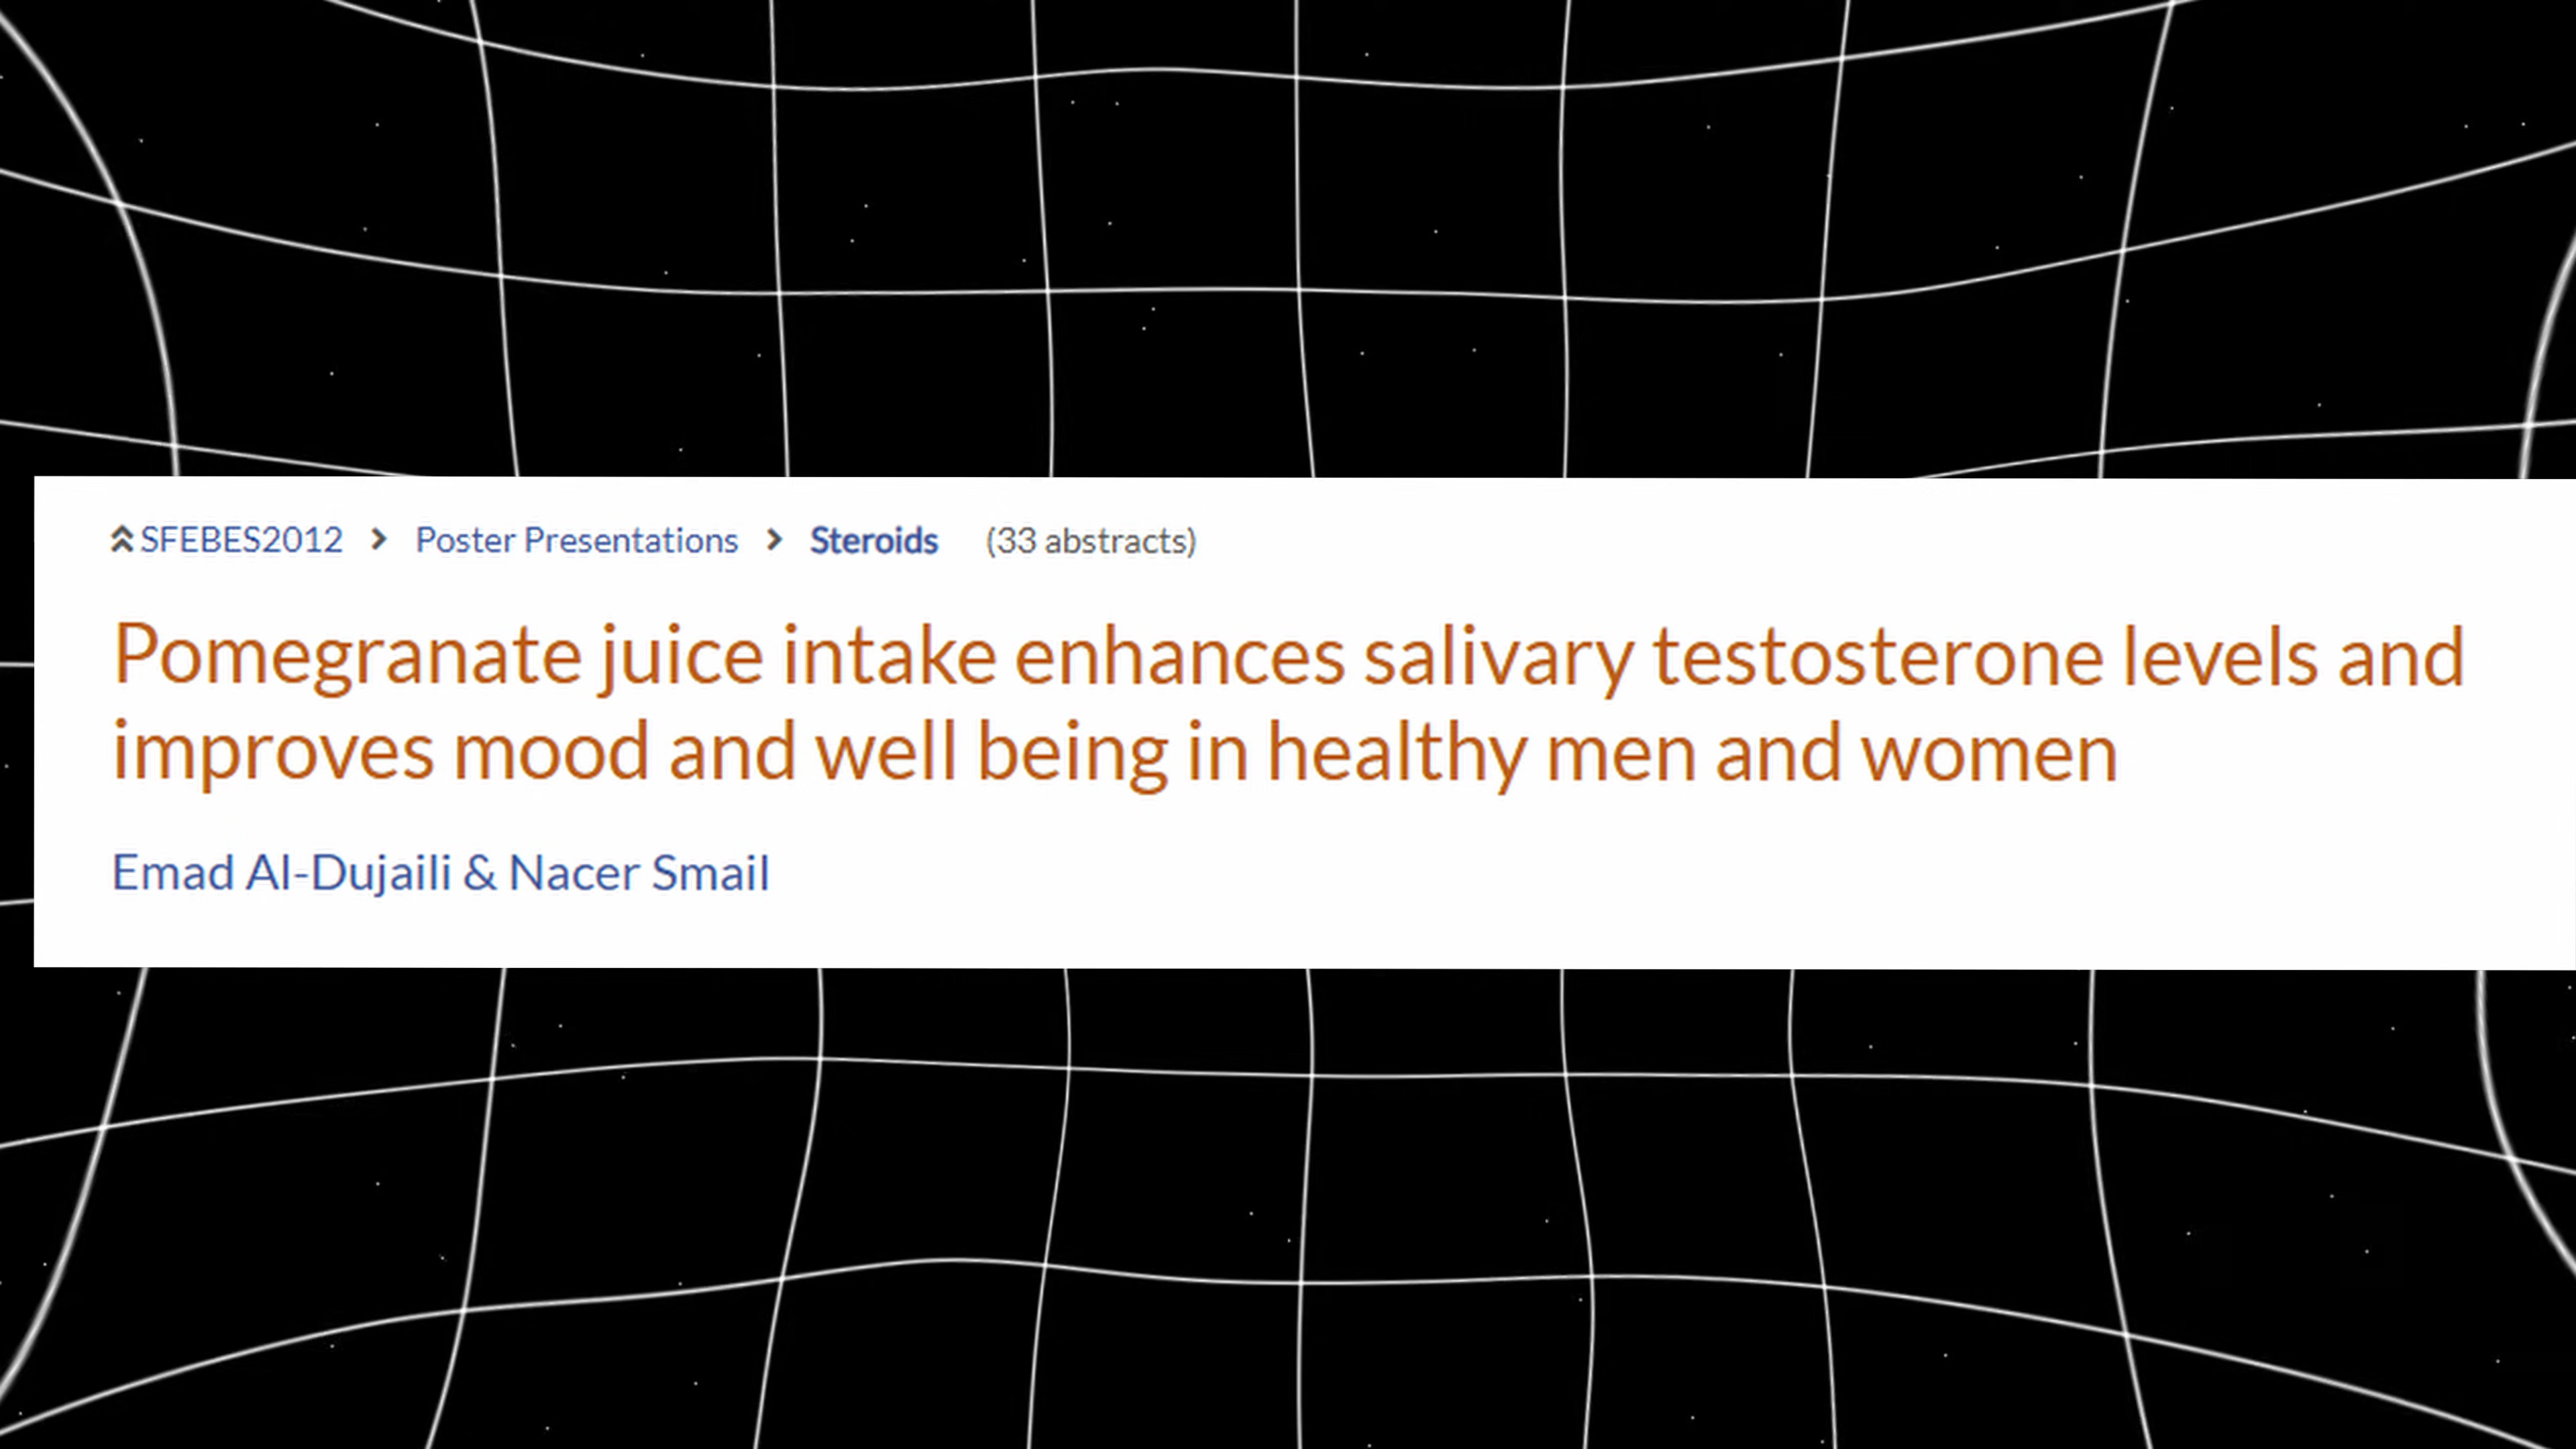 SFEBES2012 > Poster Presentations > Steroids (33 abstracts)
Pomegranate juice intake enhances salivary testosterone levels and
improves mood and well being in healthy men and women
Emad Al-Dujaili & Nacer Smail